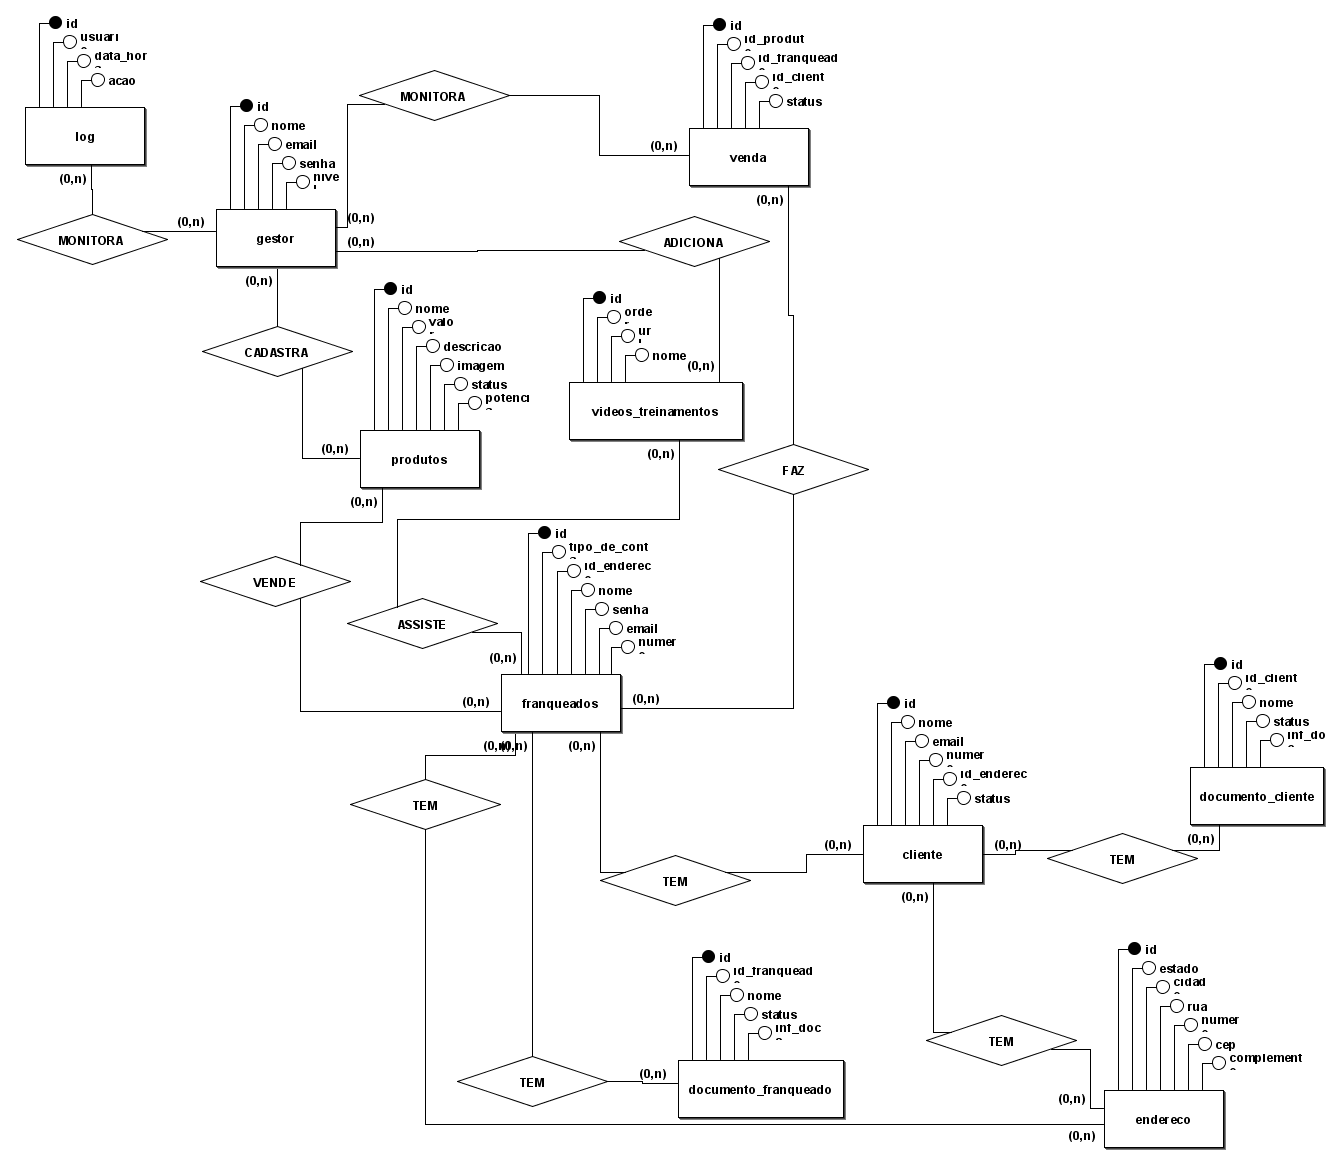 id
usuari
data_hor
acao
log
(0,n)
MONITORA
(0,n)
id
nome
email
senha
nive
gestor
(0,n)
(0,n)
(0,n)
MONITORA
(0,n)
id
id_produt
id_franquead
id_client
status
venda
(0,n)
ADICIONA
(0,n)
CADASTRA
(0,n)
id
nome
valo
descricao
imagem
status
potenci
produtos
(0,n)
id
orde
ur
nome
videos_treinamentos
(0,n)
FAZ
VENDE
ASSISTE
(0,n)
id
tipo_de_cont
id_enderec
nome
senha
email
numer
franqueados
(0,n)
(0,n)
(0,n)
(0,n)
(0,n)
TEM
TEM
(0,n)
id
nome
email
numer
id_enderec
status
cliente
(0,n)
(0,n)
TEM
(0,n)
id
id_client
nome
status
inf_do
documento_cliente
TEM
(0,n)
id
id_franquead
nome
status
inf_doc
documento_franqueado
TEM
(0,n)
(0,n)
id
estado
cidad
rua
numer
cep
complement
endereco